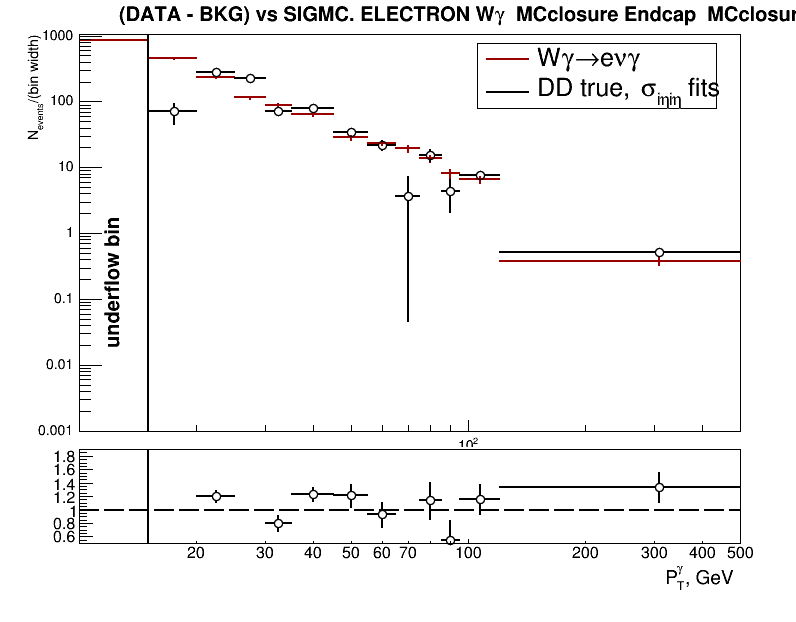 (DATA - BKG) vs SIGMC. ELECTRON Wγ MCclosure Endcap MCclosur
N_events/(bin width)
1000
100
10
1
0.1
0.01
0.001
underflow bin
Wγ→eνγ
DD true, σ_iηiη fits
10²
1.8
1.6
1.4
1.2
1
0.8
0.6
20 30 40 50 60 70 100 200 300 400 500
P_T^γ, GeV